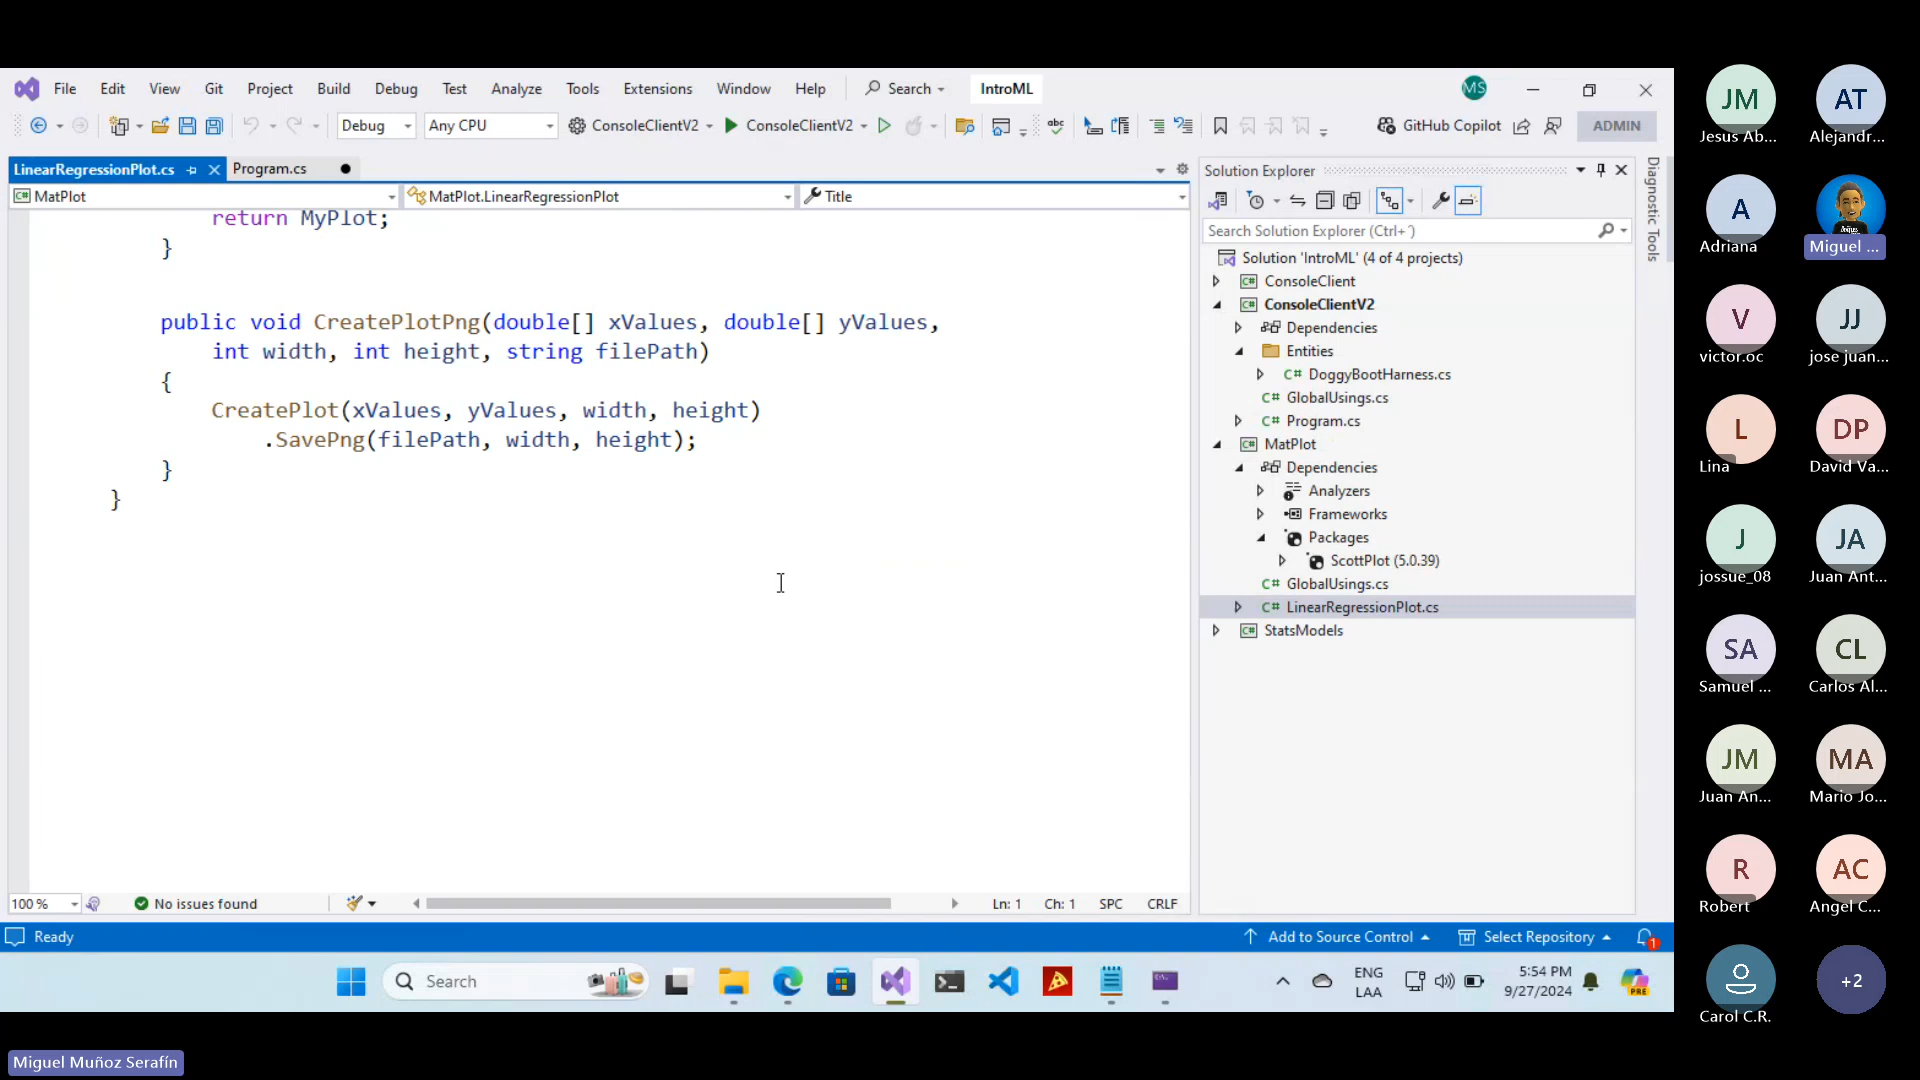 File Edit View Git Project Build Debug Test Analyze Tools Extensions Window Help Search IntroML MS
Debug Any CPU ConsoleClientV2 ConsoleClientV2 GitHub Copilot ADMIN
LinearRegressionPlot.cs Program.cs
MatPlot MatPlot.LinearRegressionPlot Title
return MyPlot;
}
public void CreatePlotPng(double[] xValues, double[] yValues,
int width, int height, string filePath)
{
CreatePlot(xValues, yValues, width, height)
.SavePng(filePath, width, height);
}
}
100 % No issues found Ln: 1 Ch: 1 SPC CRLF
Solution Explorer
Search Solution Explorer (Ctrl+´)
Solution 'IntroML' (4 of 4 projects)
C# ConsoleClient
C# ConsoleClientV2
Dependencies
Entities
C# DoggyBootHarness.cs
C# GlobalUsings.cs
C# Program.cs
C# MatPlot
Dependencies
Analyzers
Frameworks
Packages
ScottPlot (5.0.39)
C# GlobalUsings.cs
C# LinearRegressionPlot.cs
C# StatsModels
Diagnostic Tools
Ready Add to Source Control Select Repository 1
Search
ENG
LAA
5:54 PM
9/27/2024
PRE
JM AT
Jesus Ab... Alejandr...
A
Adriana Miguel ...
V JJ
victor.oc jose juan...
L DP
Lina David Va...
J JA
jossue_08 Juan Ant...
SA CL
Samuel ... Carlos Al...
JM MA
Juan An... Mario Jo...
R AC
Robert Angel C...
+2
Carol C.R.
Miguel Muñoz Serafín